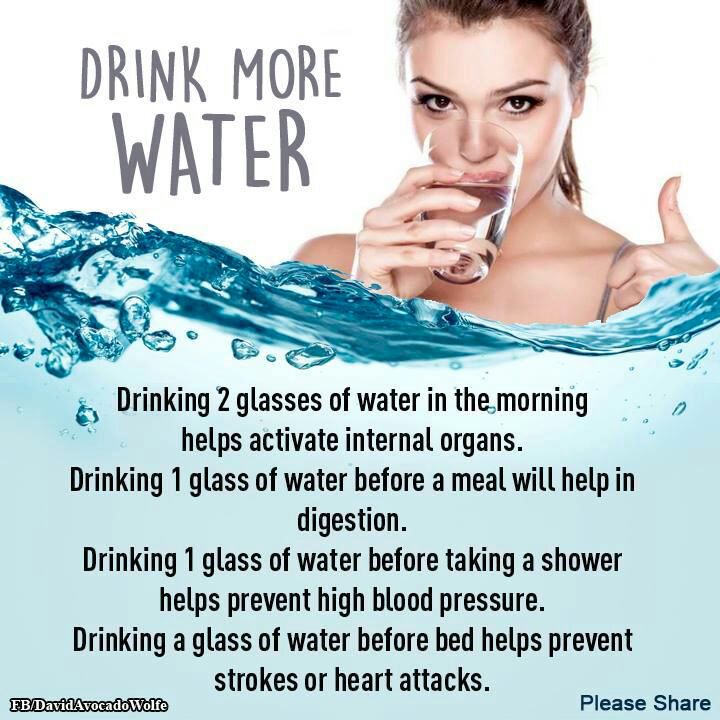 DRINK MORE
WATER
Drinking 2 glasses of water in the morning
helps activate internal organs.
Drinking 1 glass of water before a meal will help in
digestion.
Drinking 1 glass of water before taking a shower
helps prevent high blood pressure.
Drinking a glass of water before bed helps prevent
strokes or heart attacks.
FB/DavidAvocadoWolfe
Please Share